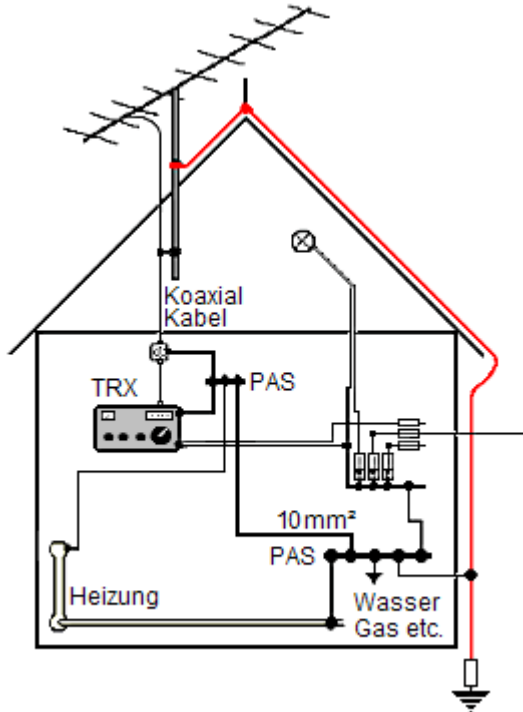 Koaxial
Kabel
TRX
PAS
10mm²
PAS
Heizung
Wasser
Gas etc.